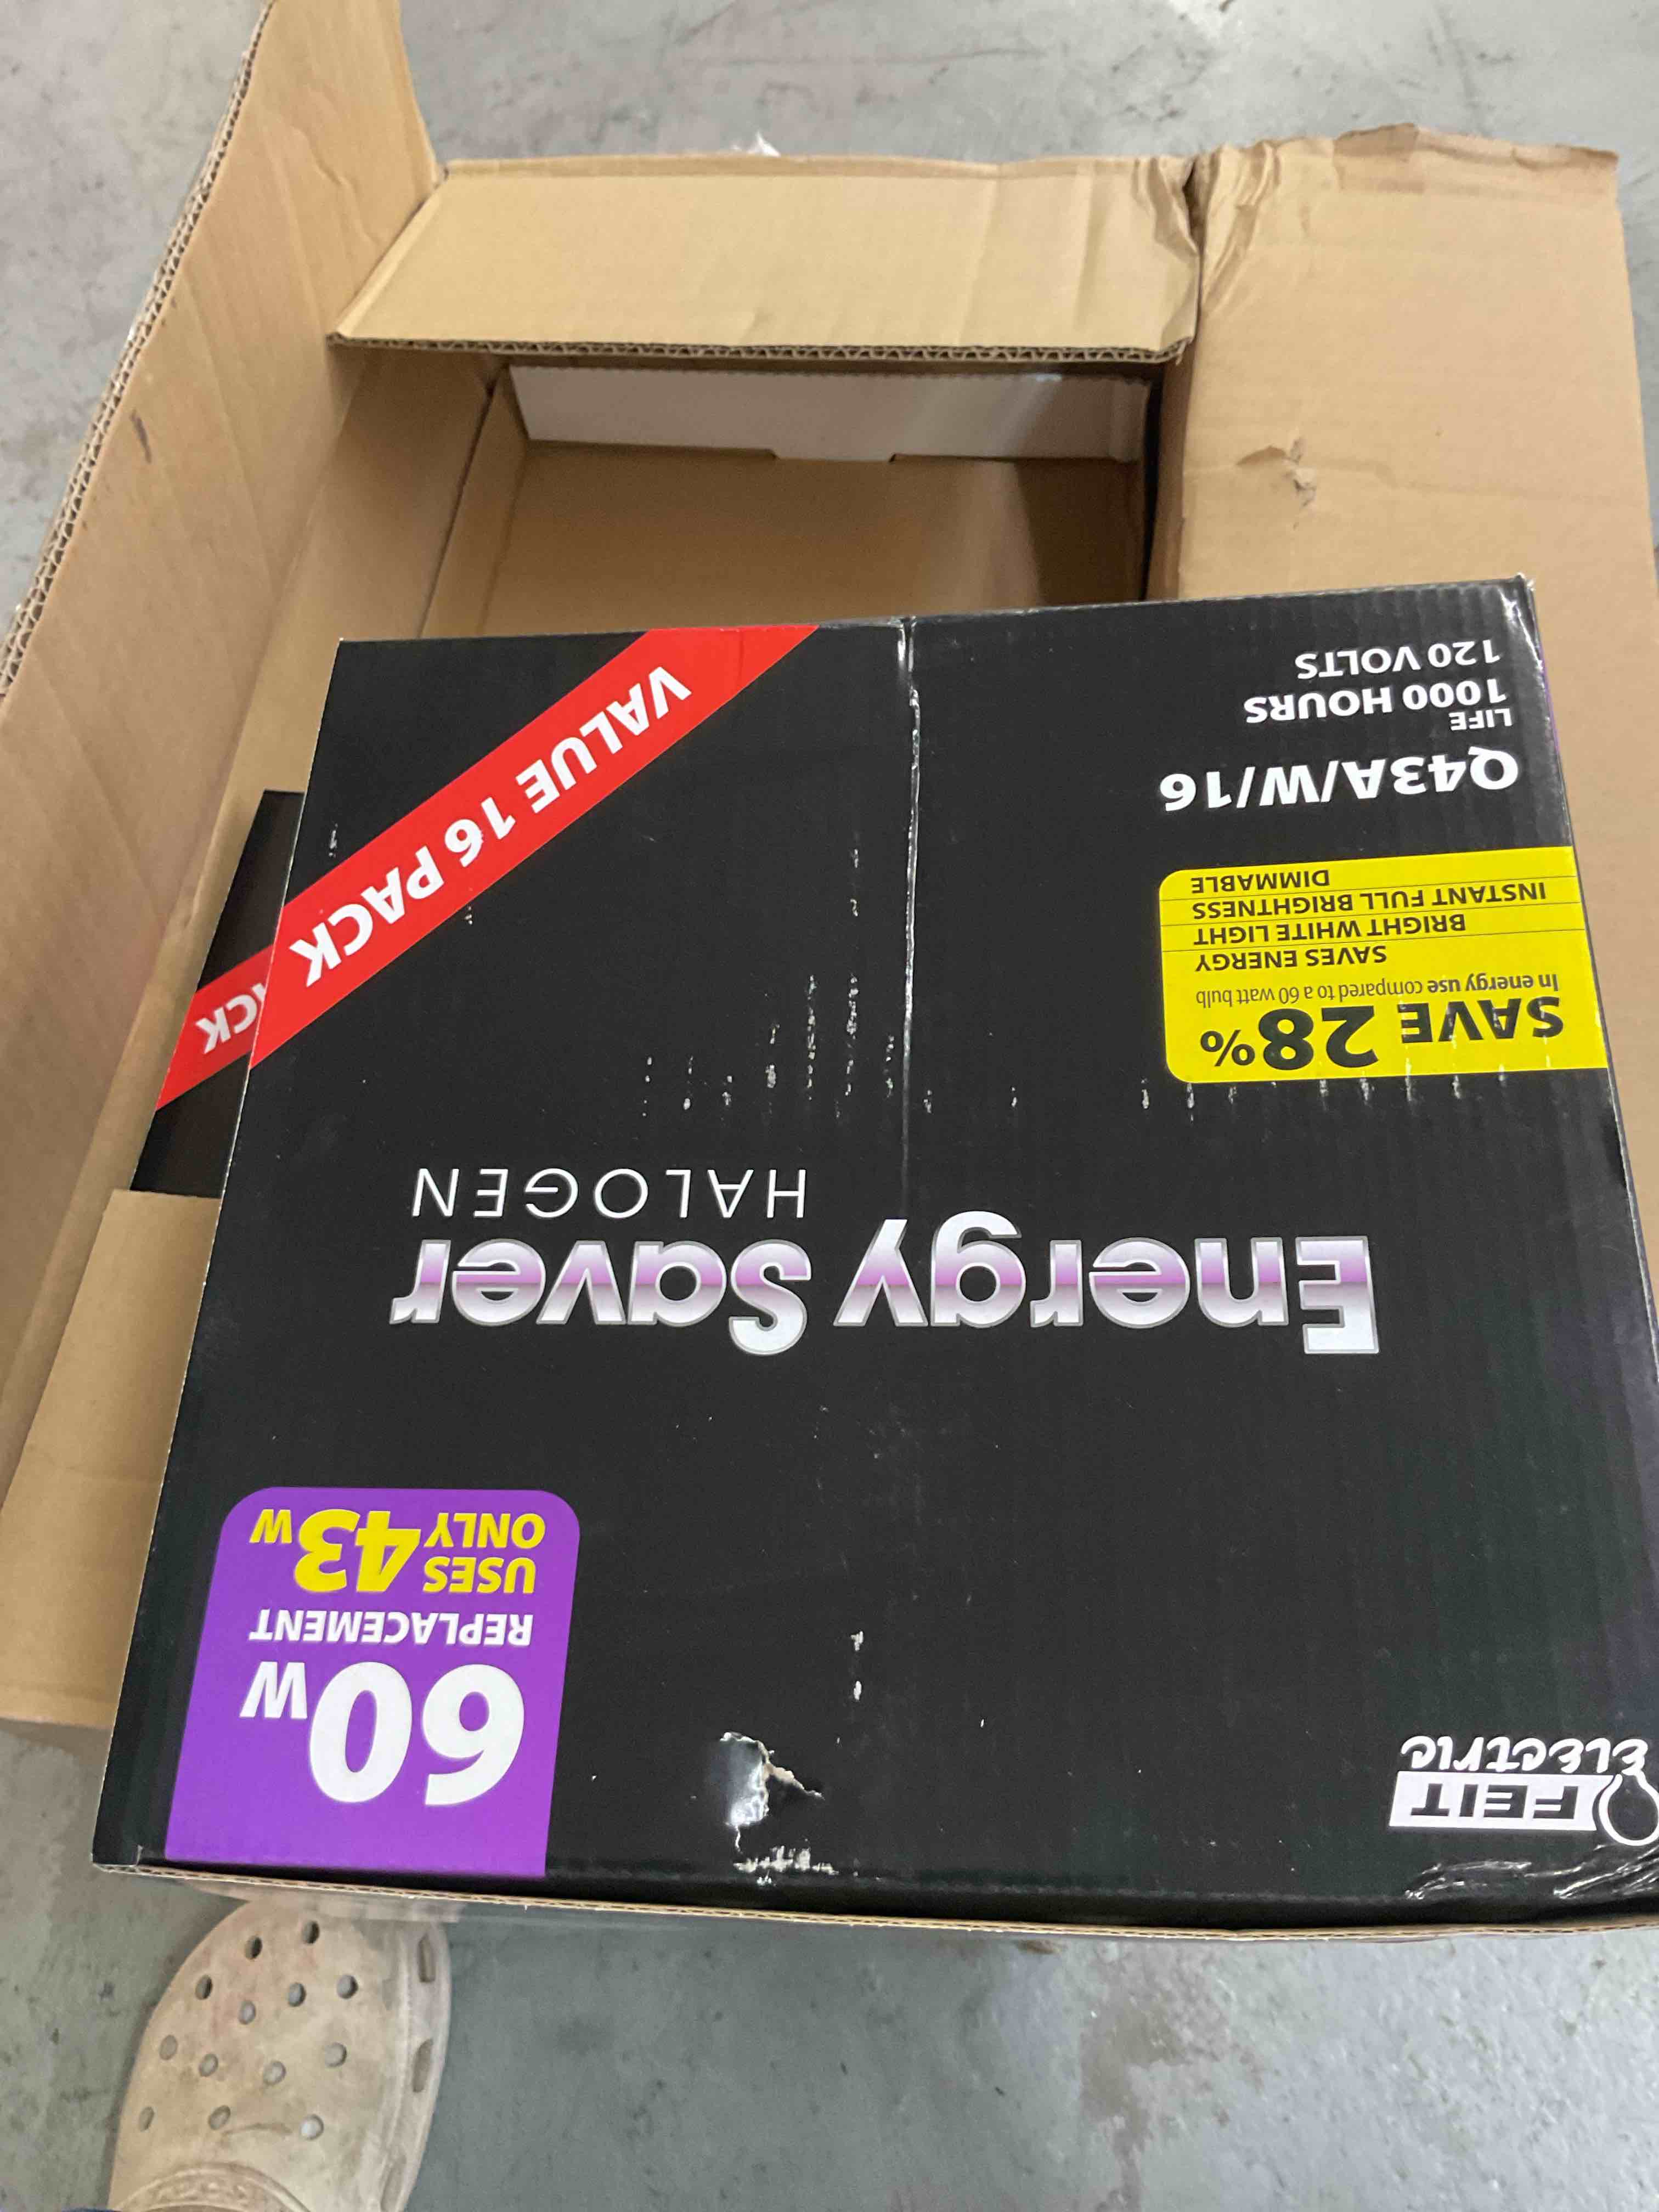 FEIT
ELECTRIC
60W
REPLACEMENT
USES
ONLY 43W
Energy Saver
HALOGEN
SAVE 28%
In energy use compared to a 60 watt bulb
SAVES ENERGY
BRIGHT WHITE LIGHT
INSTANT FULL BRIGHTNESS
DIMMABLE
Q43A/W/16
LIFE
1000 HOURS
120 VOLTS
VALUE 16 PACK
CK